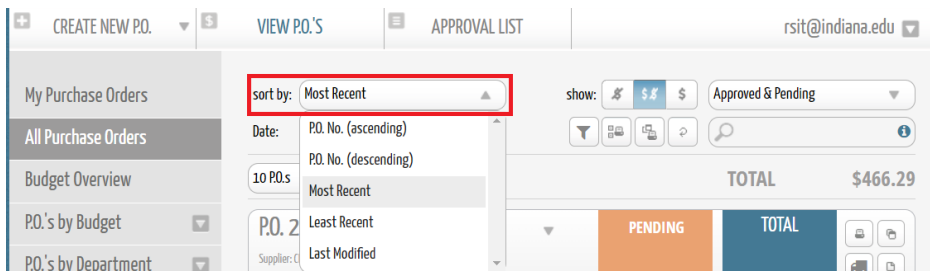 CREATE NEW P.O.
VIEW P.O.'S
APPROVAL LIST
rsit@indiana.edu
My Purchase Orders
All Purchase Orders
Budget Overview
P.O.'s by Budget
P.O.'s by Department
sort by: Most Recent
show: $ $$ $ Approved & Pending
Date:
P.O. No. (ascending)
P.O. No. (descending)
Most Recent
Least Recent
Last Modified
10 P.O.s
TOTAL $466.29
P.O. 2
Supplier:
PENDING
TOTAL